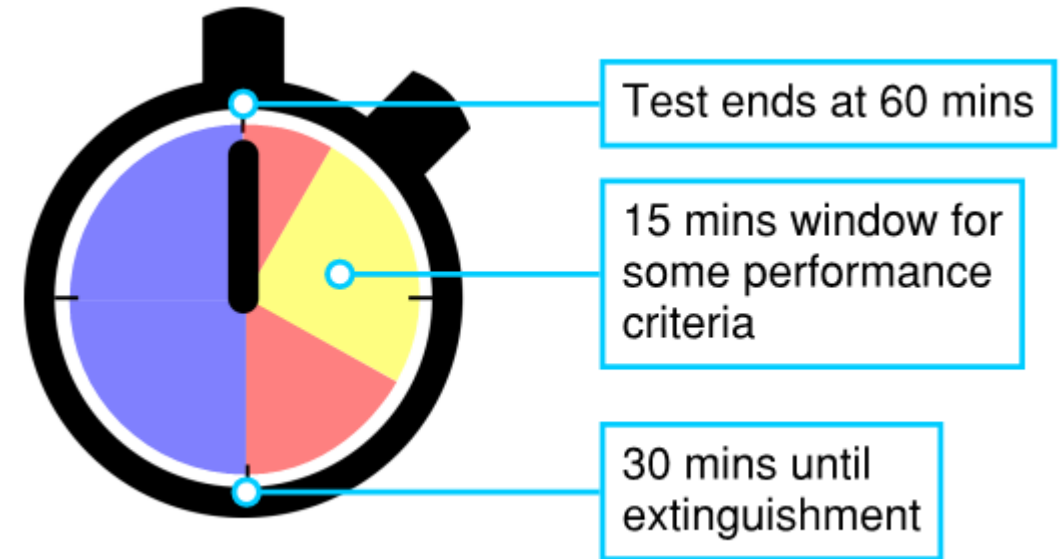 Test ends at 60 mins
15 mins window for
some performance
criteria
30 mins until
extinguishment